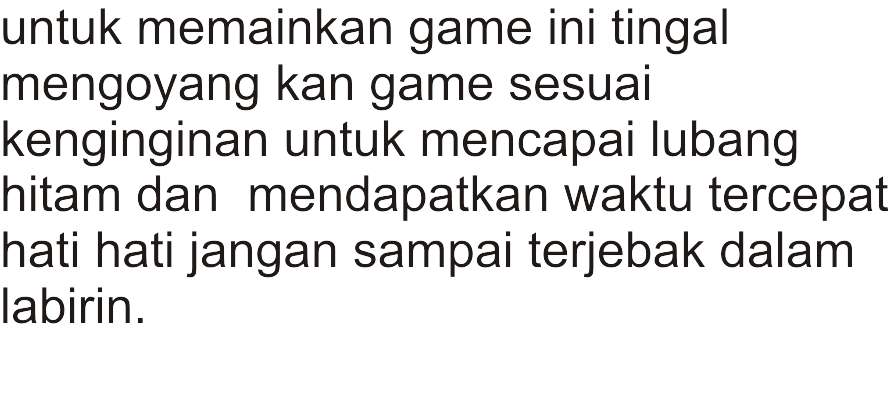 untuk memainkan game ini tingal
mengoyang kan game sesuai
kenginginan untuk mencapai lubang
hitam dan  mendapatkan waktu tercepat
hati hati jangan sampai terjebak dalam
labirin.